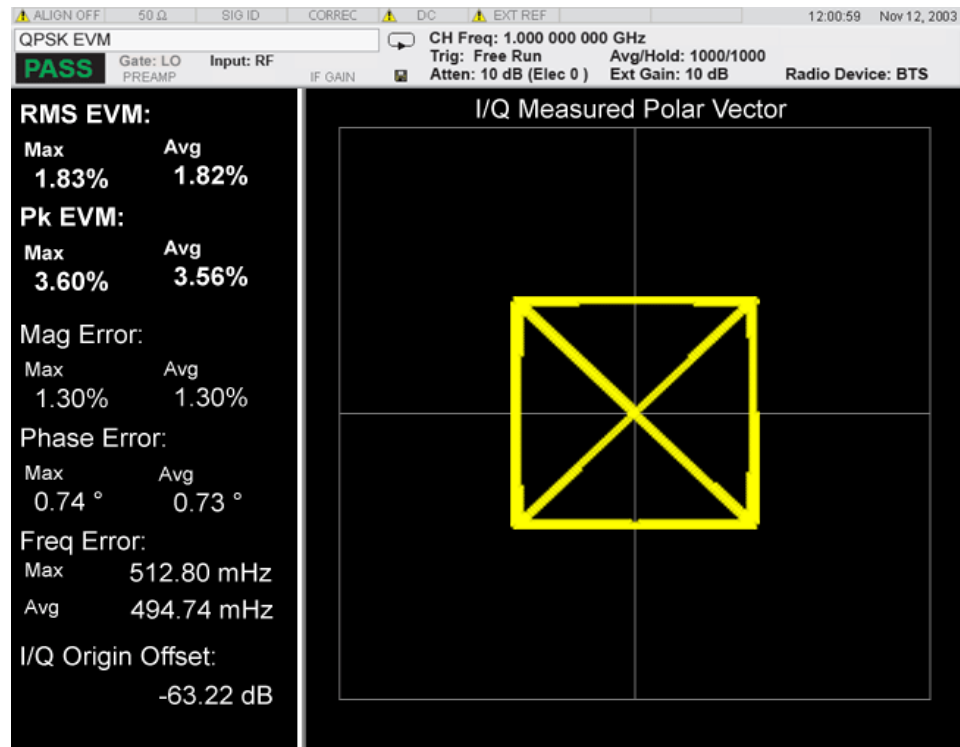 ALIGN OFF 50 Ω SIG ID CORREC DC EXT REF 12:00:59 Nov 12, 2003
QPSK EVM
PASS
Gate: LO Input: RF
PREAMP IF GAIN
CH Freq: 1.000 000 000 GHz
Trig: Free Run Avg/Hold: 1000/1000
Atten: 10 dB (Elec 0 ) Ext Gain: 10 dB Radio Device: BTS
RMS EVM:
Max Avg
1.83% 1.82%
Pk EVM:
Max Avg
3.60% 3.56%
Mag Error:
Max Avg
1.30% 1.30%
Phase Error:
Max Avg
0.74 ° 0.73 °
Freq Error:
Max 512.80 mHz
Avg 494.74 mHz
I/Q Origin Offset:
-63.22 dB
I/Q Measured Polar Vector